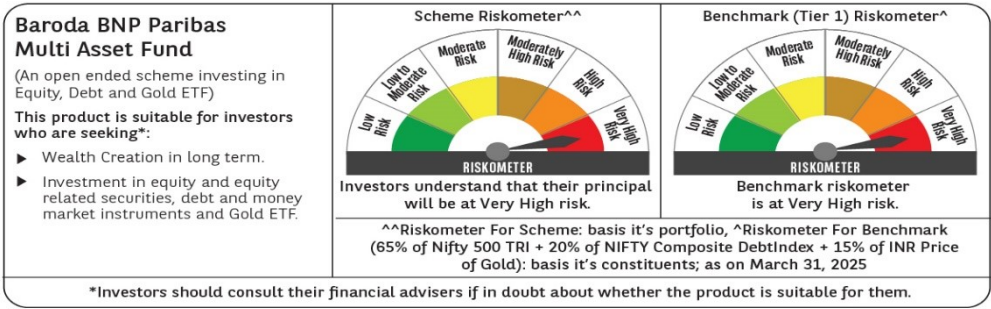 Baroda BNP Paribas
Multi Asset Fund
(An open ended scheme investing in
Equity, Debt and Gold ETF)
This product is suitable for investors
who are seeking*:
▶ Wealth Creation in long term.
▶ Investment in equity and equity
related securities, debt and money
market instruments and Gold ETF.
Scheme Riskometer^^
Low Risk
Low to Moderate Risk
Moderate Risk
Moderately High Risk
High Risk
Very High Risk
RISKOMETER
Investors understand that their principal
will be at Very High risk.
Benchmark (Tier 1) Riskometer^
Low Risk
Low to Moderate Risk
Moderate Risk
Moderately High Risk
High Risk
Very High Risk
RISKOMETER
Benchmark riskometer
is at Very High risk.
^^Riskometer For Scheme: basis it's portfolio, ^Riskometer For Benchmark
(65% of Nifty 500 TRI + 20% of NIFTY Composite DebtIndex + 15% of INR Price
of Gold): basis it's constituents; as on March 31, 2025
*Investors should consult their financial advisers if in doubt about whether the product is suitable for them.